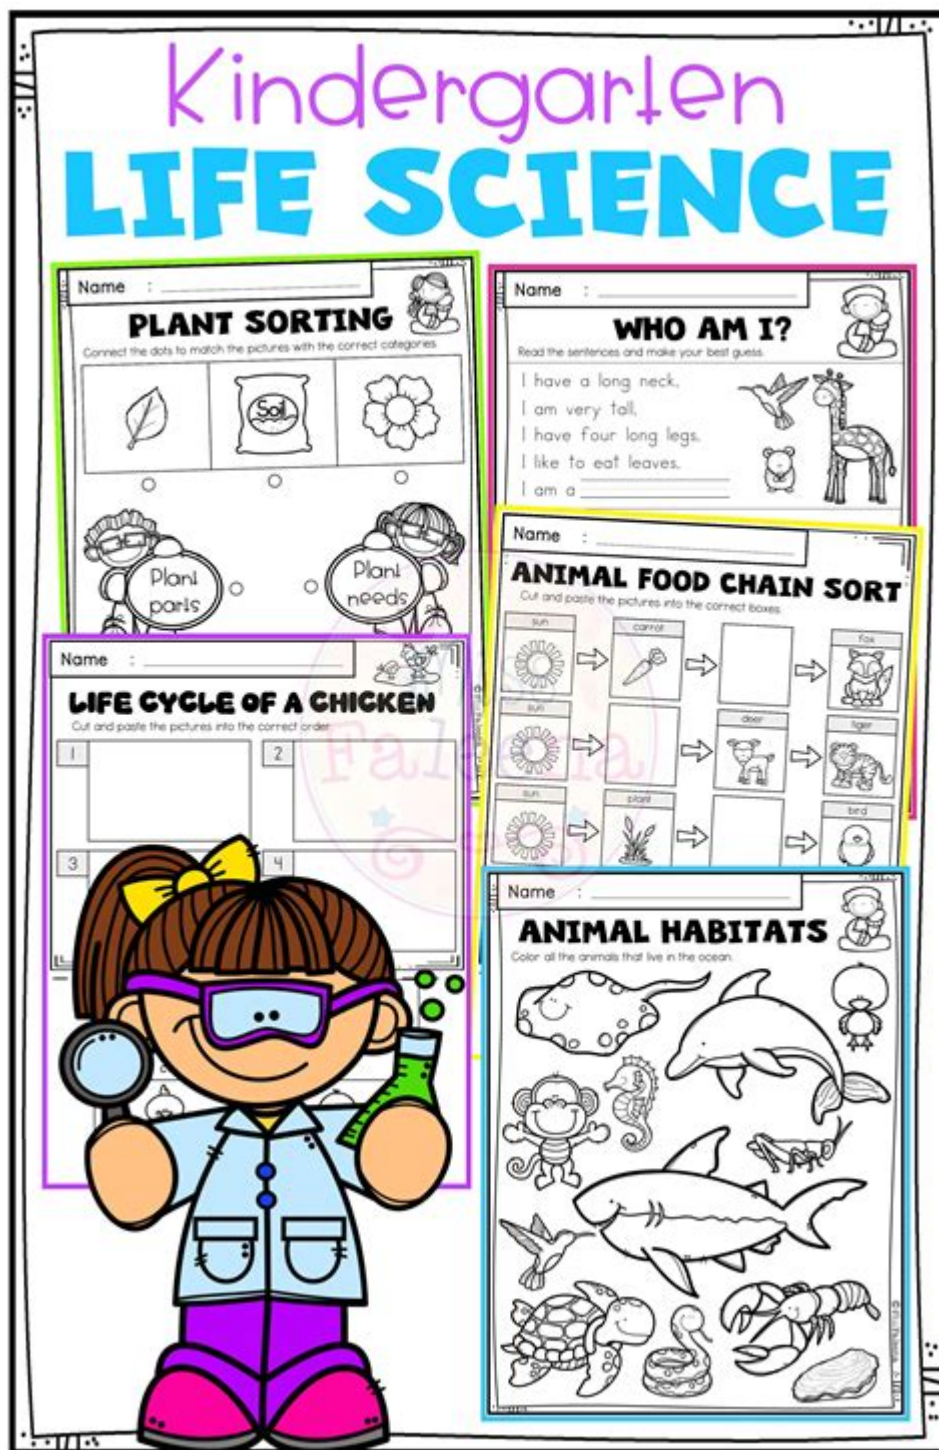 Kindergarten
LIFE SCIENCE
Name :
PLANT SORTING
Connect the dots to match the pictures with the correct categories.
Soil
Plant
parts
Plant
needs
Name :
WHO AM I?
Read the sentences and make your best guess.
I have a long neck.
I am very tall.
I have four long legs.
I like to eat leaves.
I am a
Name :
ANIMAL FOOD CHAIN SORT
Cut and paste the pictures into the correct boxes.
sun
carrot
fox
sun
deer
tiger
sun
plant
bird
Name :
LIFE CYCLE OF A CHICKEN
Cut and paste the pictures into the correct order.
1
2
3
4
Name :
ANIMAL HABITATS
Color all the animals that live in the ocean.